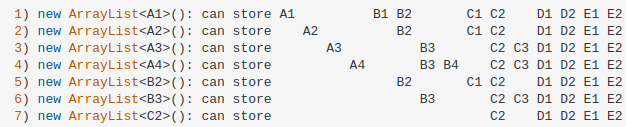 1) new ArrayList<A1>(): can store A1          B1 B2       C1 C2    D1 D2 E1 E2
2) new ArrayList<A2>(): can store    A2          B2       C1 C2    D1 D2 E1 E2
3) new ArrayList<A3>(): can store       A3          B3       C2 C3 D1 D2 E1 E2
4) new ArrayList<A4>(): can store          A4       B3 B4    C2 C3 D1 D2 E1 E2
5) new ArrayList<B2>(): can store                B2       C1 C2    D1 D2 E1 E2
6) new ArrayList<B3>(): can store                   B3       C2 C3 D1 D2 E1 E2
7) new ArrayList<C2>(): can store                            C2    D1 D2 E1 E2